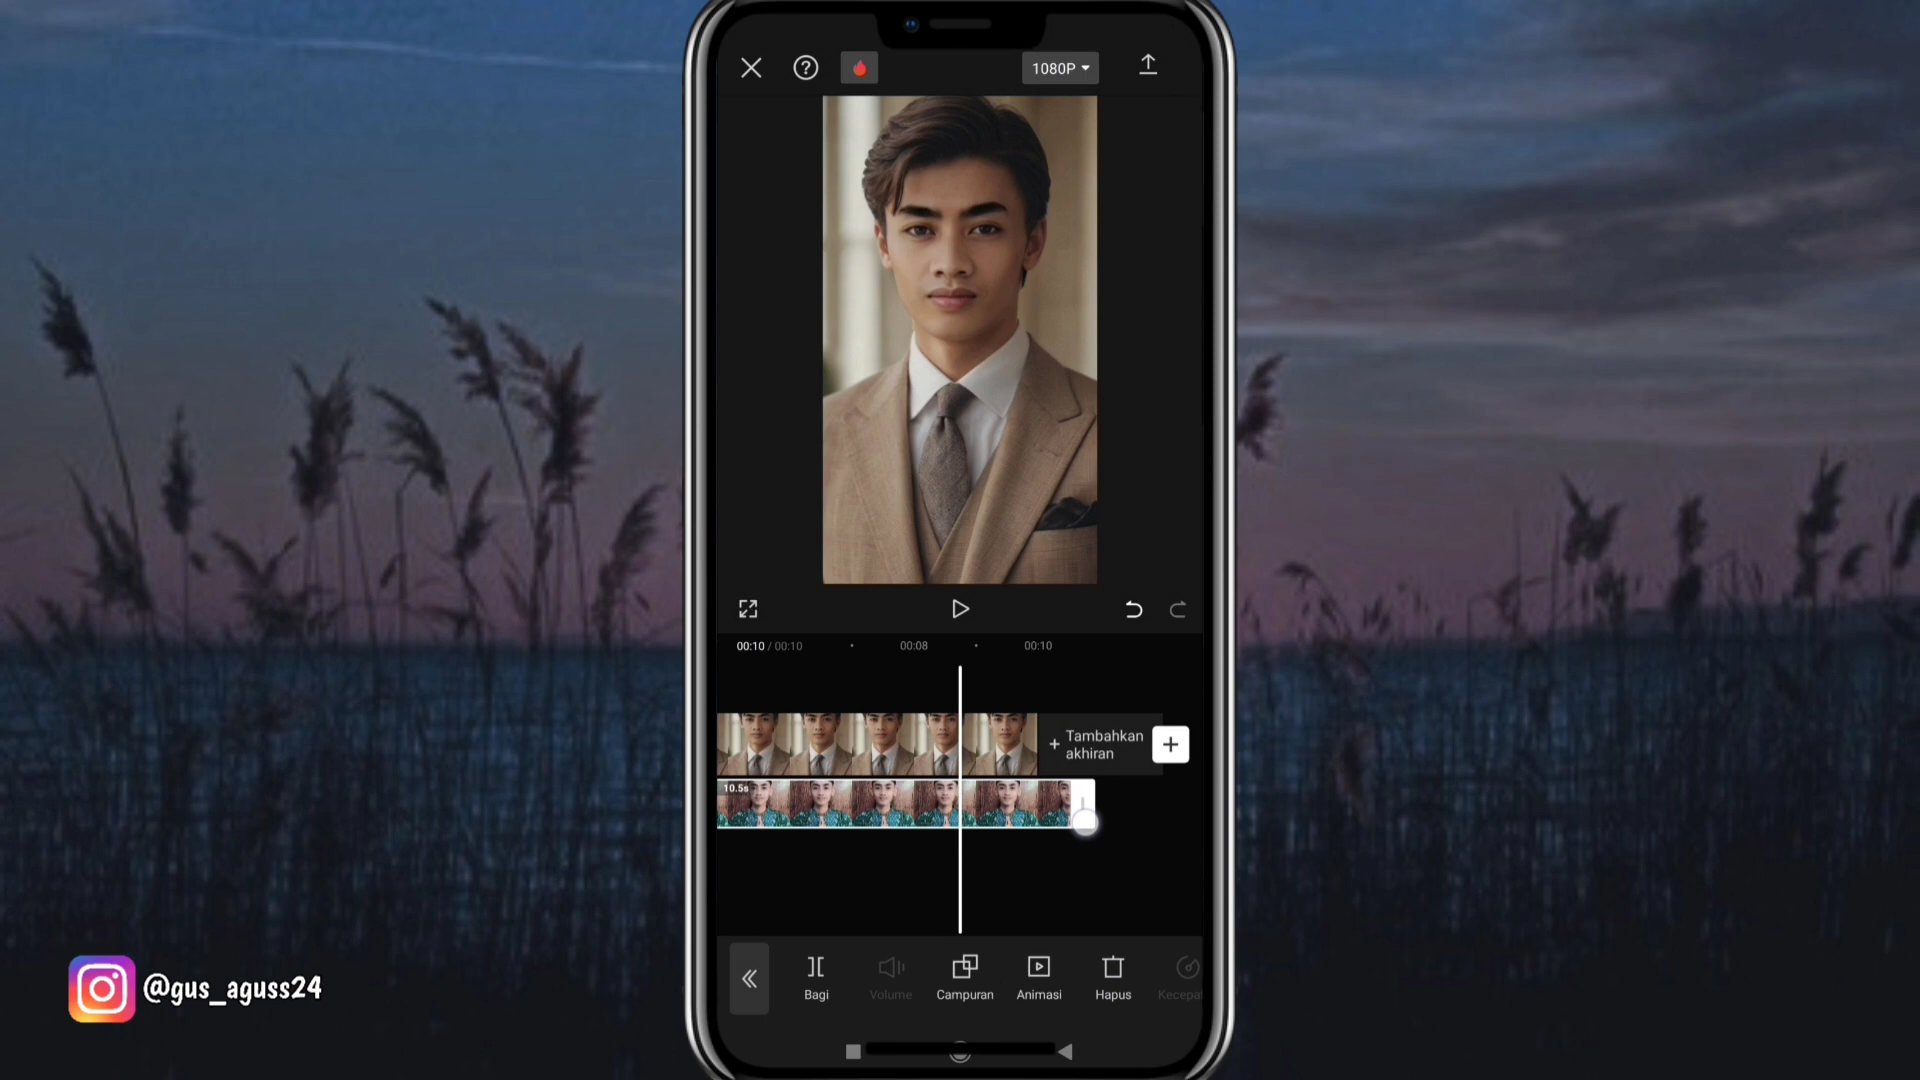 1080P
00:10 / 00:10
00:08
00:10
+ Tambahkan
akhiran
10.5s
Bagi
Volume
Campuran
Animasi
Hapus
@gus_aguss24